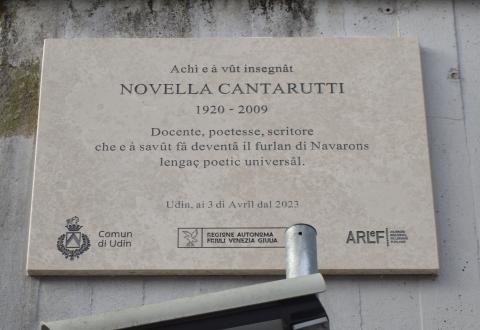 Achì e à vût insegnât
NOVELLA CANTARUTTI
1920 - 2009
Docente, poetesse, scritore
che e à savût fâ deventâ il furlan di Navarons
lengaç poetic universâl.
Udin, ai 3 di Avrîl dal 2023
Comun
di Udin
REGIONE AUTONOMA
FRIULI VENEZIA GIULIA
ARLeF